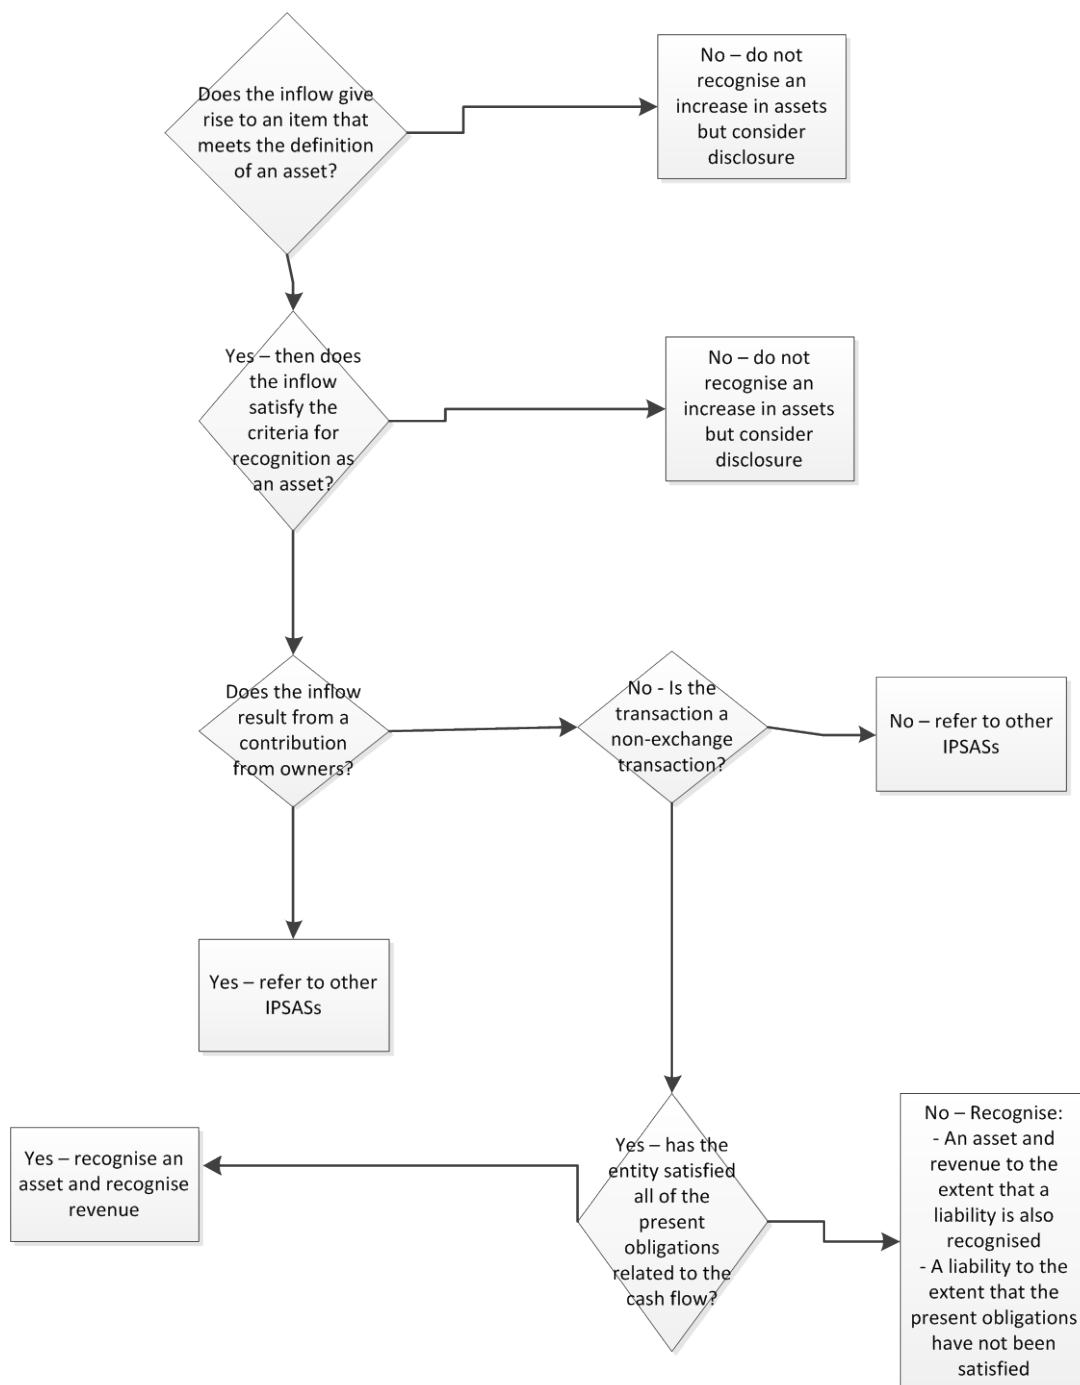 Does the inflow give
rise to an item that
meets the definition
of an asset?
No – do not
recognise an
increase in assets
but consider
disclosure
Yes – then does
the inflow
satisfy the
criteria for
recognition as
an asset?
No – do not
recognise an
increase in assets
but consider
disclosure
Does the inflow
result from a
contribution
from owners?
No - Is the
transaction a
non-exchange
transaction?
No – refer to other
IPSASs
Yes – refer to other
IPSASs
Yes – recognise an
asset and recognise
revenue
Yes – has the
entity satisfied
all of the
present
obligations
related to the
cash flow?
No – Recognise:
- An asset and
revenue to the
extent that a
liability is also
recognised
- A liability to the
extent that the
present obligations
have not been
satisfied